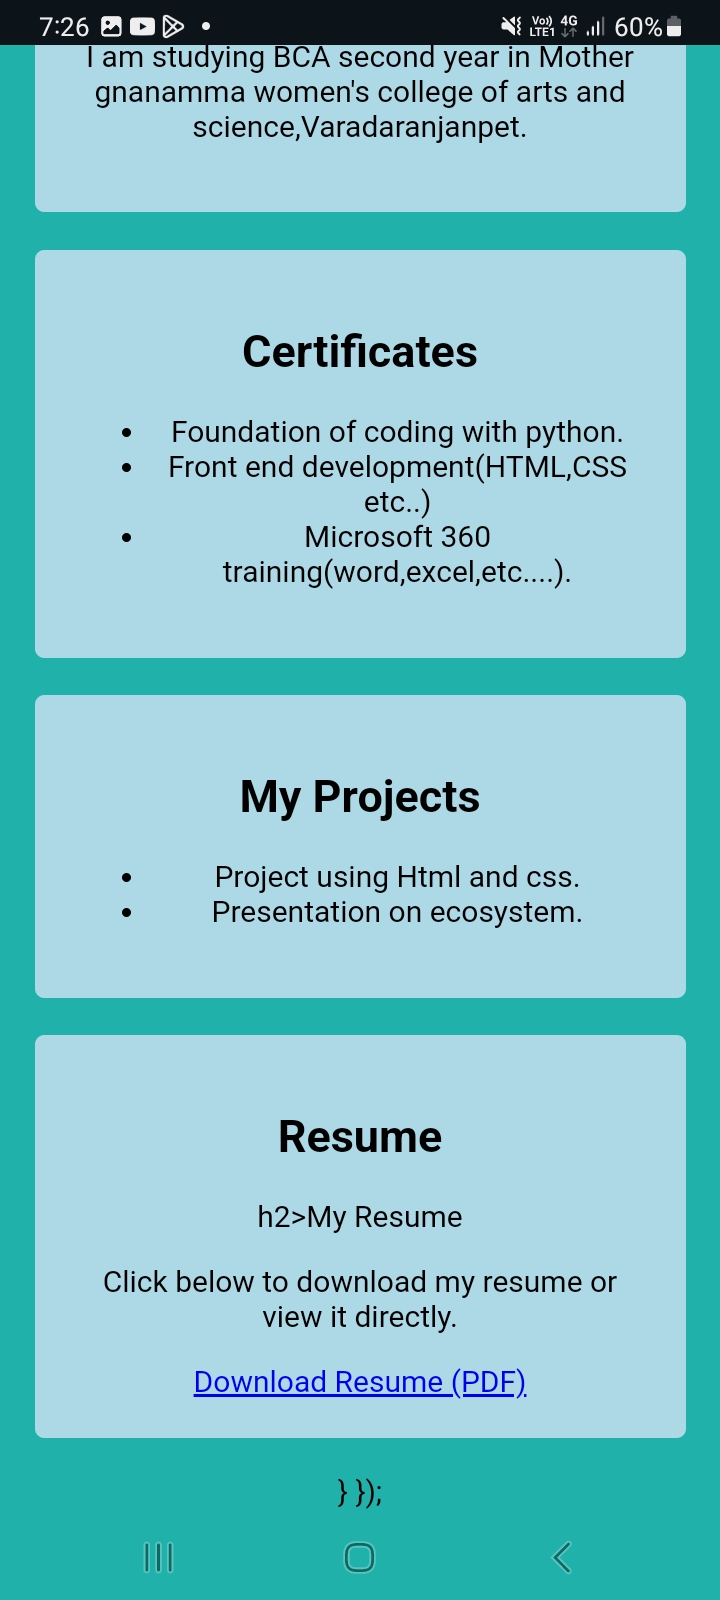 7:26
Vo)) LTE1 4G 60%
I am studying BCA second year in Mother
gnanamma women's college of arts and
science,Varadaranjanpet.
Certificates
• Foundation of coding with python.
• Front end development(HTML,CSS
etc..)
• Microsoft 360
training(word,excel,etc....).
My Projects
• Project using Html and css.
• Presentation on ecosystem.
Resume
h2>My Resume
Click below to download my resume or
view it directly.
Download Resume (PDF)
} });